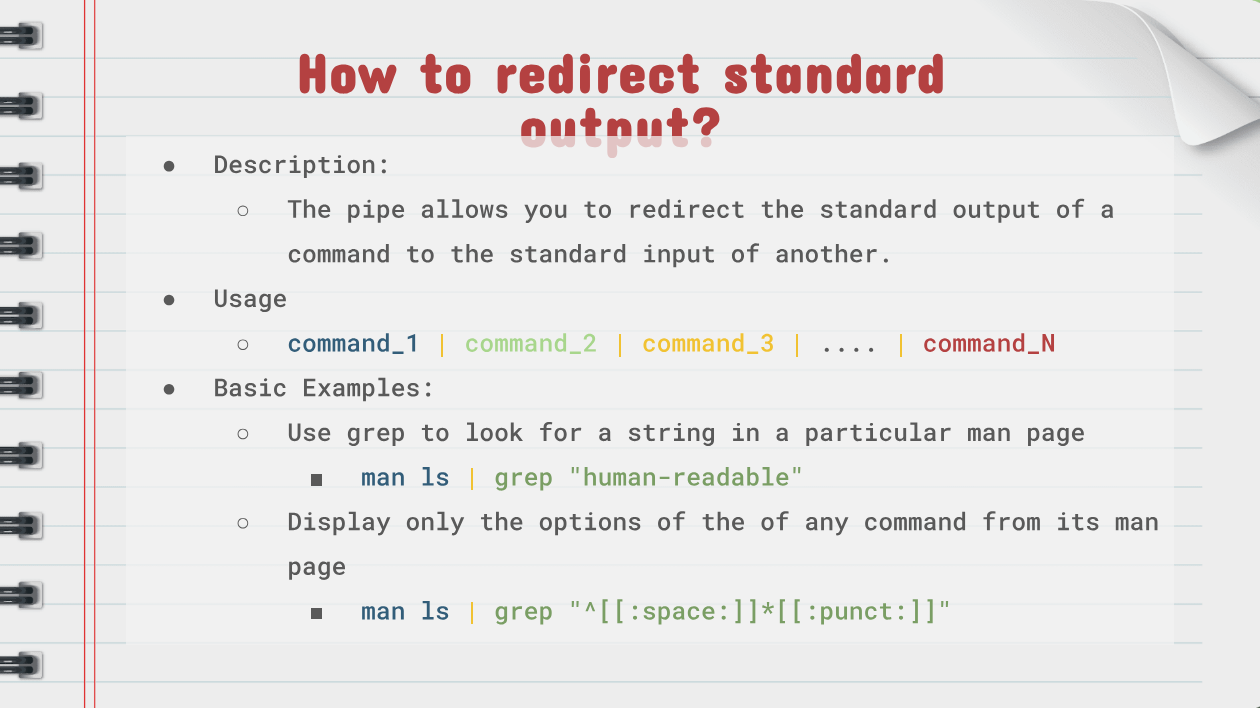 How to redirect standard
output?
● Description:
○ The pipe allows you to redirect the standard output of a
command to the standard input of another.
● Usage
○ command_1 | command_2 | command_3 | .... | command_N
● Basic Examples:
○ Use grep to look for a string in a particular man page
■ man ls | grep "human-readable"
○ Display only the options of the of any command from its man
page
■ man ls | grep "^[[:space:]]*[[:punct:]]"